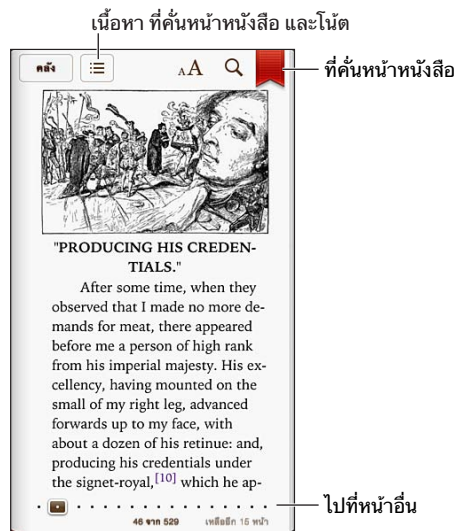 เนื้อหา ที่คั่นหน้าหนังสือ และโน้ต
คลัง
AA
ที่คั่นหน้าหนังสือ
"PRODUCING HIS CREDEN-
TIALS."
After some time, when they
observed that I made no more de-
mands for meat, there appeared
before me a person of high rank
from his imperial majesty. His ex-
cellency, having mounted on the
small of my right leg, advanced
forwards up to my face, with
about a dozen of his retinue: and,
producing his credentials under
the signet-royal,[10] which he ap-
ไปที่หน้าอื่น
46 จาก 529 เหลืออีก 15 หน้า